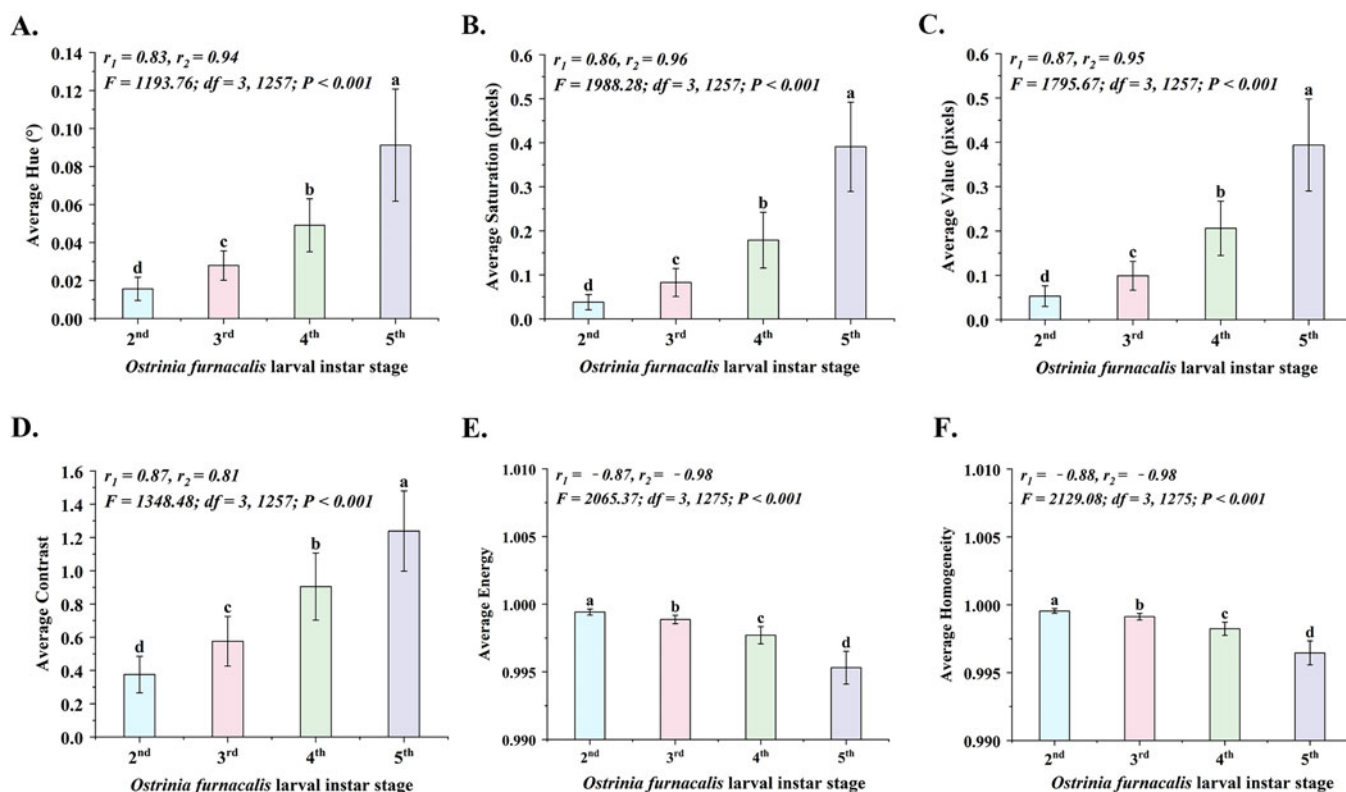 A.
r1 = 0.83, r2 = 0.94
F = 1193.76; df = 3, 1257; P < 0.001
Average Hue (°)
0.14
0.12
0.10
0.08
0.06
0.04
0.02
0.00
d
c
b
a
2nd
3rd
4th
5th
Ostrinia furnacalis larval instar stage
B.
r1 = 0.86, r2 = 0.96
F = 1988.28; df = 3, 1257; P < 0.001
Average Saturation (pixels)
0.6
0.5
0.4
0.3
0.2
0.1
0.0
d
c
b
a
2nd
3rd
4th
5th
Ostrinia furnacalis larval instar stage
C.
r1 = 0.87, r2 = 0.95
F = 1795.67; df = 3, 1257; P < 0.001
Average Value (pixels)
0.6
0.5
0.4
0.3
0.2
0.1
0.0
d
c
b
a
2nd
3rd
4th
5th
Ostrinia furnacalis larval instar stage
D.
r1 = 0.87, r2 = 0.81
F = 1348.48; df = 3, 1257; P < 0.001
Average Contrast
1.6
1.4
1.2
1.0
0.8
0.6
0.4
0.2
0.0
d
c
b
a
2nd
3rd
4th
5th
Ostrinia furnacalis larval instar stage
E.
r1 = -0.87, r2 = -0.98
F = 2065.37; df = 3, 1275; P < 0.001
Average Energy
1.010
1.005
1.000
0.995
0.990
a
b
c
d
2nd
3rd
4th
5th
Ostrinia furnacalis larval instar stage
F.
r1 = -0.88, r2 = -0.98
F = 2129.08; df = 3, 1275; P < 0.001
Average Homogeneity
1.010
1.005
1.000
0.995
0.990
a
b
c
d
2nd
3rd
4th
5th
Ostrinia furnacalis larval instar stage